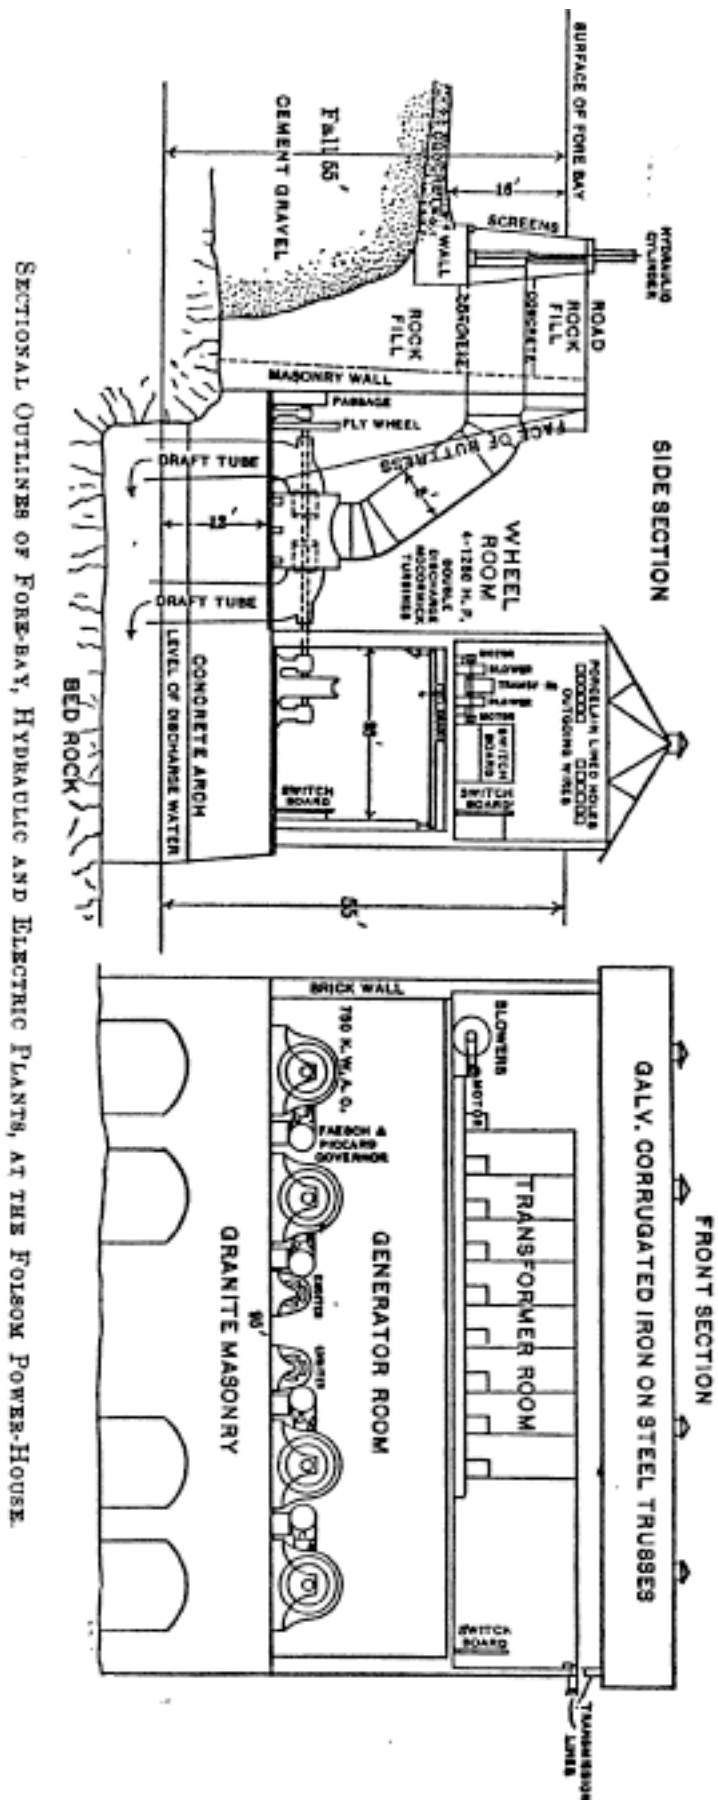 SIDE SECTION
SURFACE OF FORE BAY
HYDRAULIC
CYLINDER
16'
SCREENS
ROAD
ROCK
FILL
CONCRETE
CONCRETE
WALL
ROCK
FILL
Fall 55'
CEMENT GRAVEL
MASONRY WALL
PASSAGE
FLY WHEEL
FACE OF BUTTRESS
8'
WHEEL
ROOM
4-1250 H.P.
DOUBLE
DISCHARGE
MCCORMICK
TURBINES
DRAFT TUBE
12'
DRAFT TUBE
PORCELAIN LINED HOLES
OUTGOING WIRES
MOTOR
BLOWER
BLOWER
MOTOR
SWITCH
BOARD
SWITCH
BOARD
SWITCH
BOARD
CONCRETE ARCH
LEVEL OF DISCHARGE WATER
BED ROCK
55'
FRONT SECTION
GALV. CORRUGATED IRON ON STEEL TRUSSES
BLOWERS
MOTOR
TRANSFORMER ROOM
SWITCH
BOARD
TRANSMISSION
LINES
BRICK WALL
750 K.W.A.C.
FAESCH &
PICCARD
GOVERNOR
GENERATOR ROOM
EXCITER
EXCITER
GRANITE MASONRY
SECTIONAL OUTLINES OF FORE-BAY, HYDRAULIC AND ELECTRIC PLANTS, AT THE FOLSOM POWER-HOUSE.